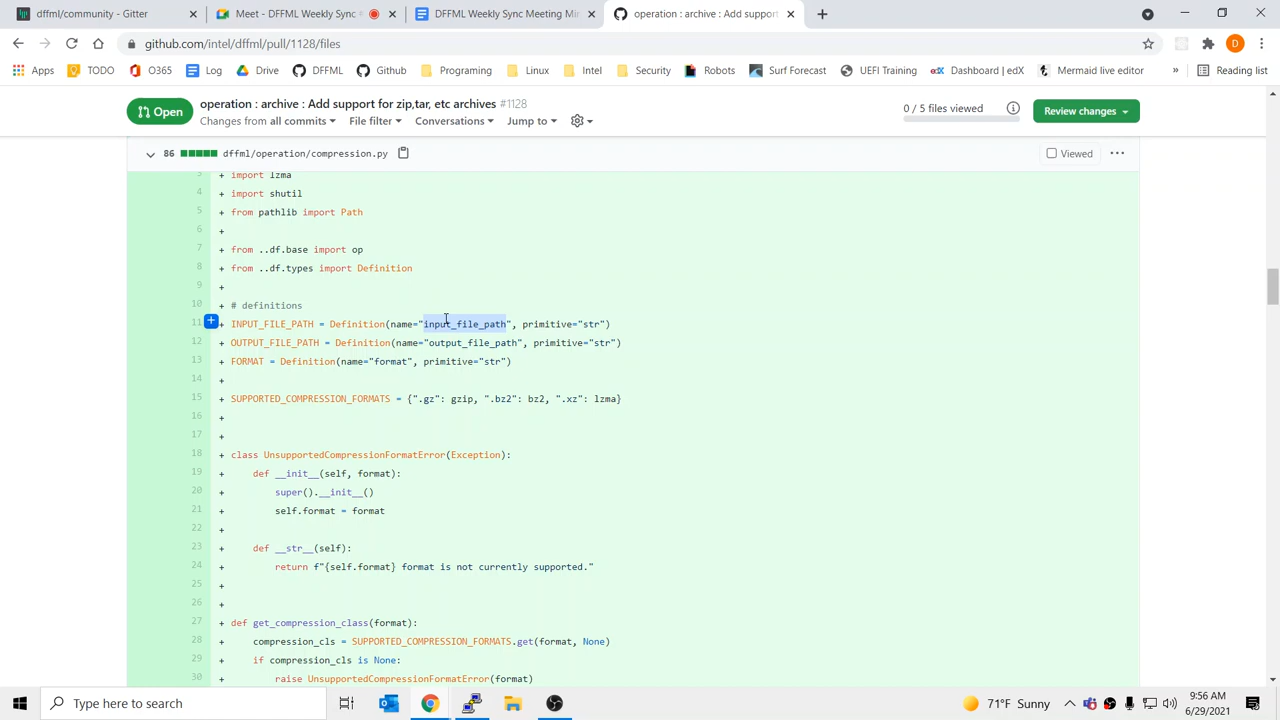 dffml/community - Gitter
Meet - DFFML Weekly Sync
DFFML Weekly Sync Meeting Min
operation : archive : Add support
github.com/intel/dffml/pull/1128/files
D
Apps
TODO
O365
Log
Drive
DFFML
Github
Programing
Linux
Intel
Security
Robots
Surf Forecast
UEFI Training
Dashboard | edX
Mermaid live editor
»
Reading list
Open
operation : archive : Add support for zip,tar, etc archives #1128
Changes from all commits
File filter
Conversations
Jump to
0 / 5 files viewed
Review changes
86 dffml/operation/compression.py
Viewed
3 + import lzma
4 + import shutil
5 + from pathlib import Path
6 +
7 + from ..df.base import op
8 + from ..df.types import Definition
9 +
10 + # definitions
11 + INPUT_FILE_PATH = Definition(name="input_file_path", primitive="str")
12 + OUTPUT_FILE_PATH = Definition(name="output_file_path", primitive="str")
13 + FORMAT = Definition(name="format", primitive="str")
14 +
15 + SUPPORTED_COMPRESSION_FORMATS = {".gz": gzip, ".bz2": bz2, ".xz": lzma}
16 +
17 +
18 + class UnsupportedCompressionFormatError(Exception):
19 + def __init__(self, format):
20 + super().__init__()
21 + self.format = format
22 +
23 + def __str__(self):
24 + return f"{self.format} format is not currently supported."
25 +
26 +
27 + def get_compression_class(format):
28 + compression_cls = SUPPORTED_COMPRESSION_FORMATS.get(format, None)
29 + if compression_cls is None:
30 + raise UnsupportedCompressionFormatError(format)
Type here to search
71°F Sunny
9:56 AM
6/29/2021